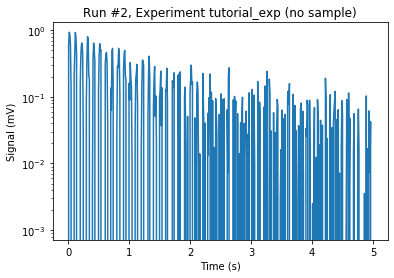 Run #2, Experiment tutorial_exp (no sample)
Signal (mV)
10⁰
10⁻¹
10⁻²
10⁻³
0 1 2 3 4 5
Time (s)